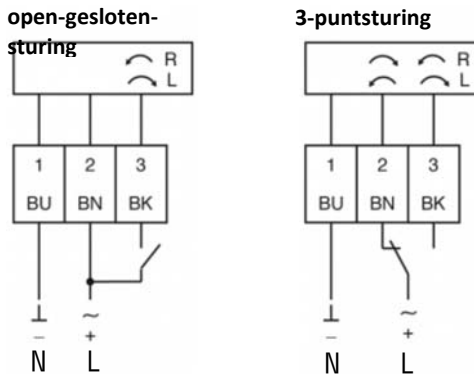 open-gesloten-
sturing
R
L
1 2 3
BU BN BK
⊥ ~
– +
N L
3-puntsturing
R
L
1 2 3
BU BN BK
⊥ ~
– +
N L